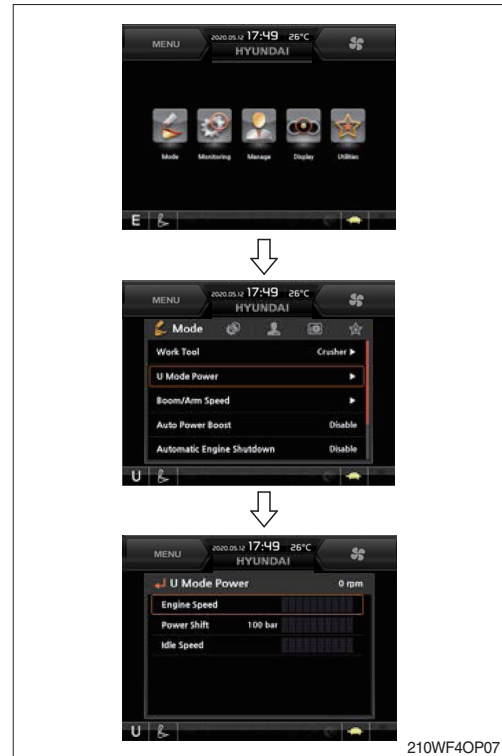 MENU 2020.05.12 17:49 26°C
HYUNDAI
Mode Monitoring Manage Display Utilities
E
MENU 2020.05.12 17:49 26°C
HYUNDAI
Mode
Work Tool Crusher ▶
U Mode Power ▶
Boom/Arm Speed ▶
Auto Power Boost Disable
Automatic Engine Shutdown Disable
U
MENU 2020.05.12 17:49 26°C
HYUNDAI
U Mode Power 0 rpm
Engine Speed
Power Shift 100 bar
Idle Speed
U
210WF4OP07